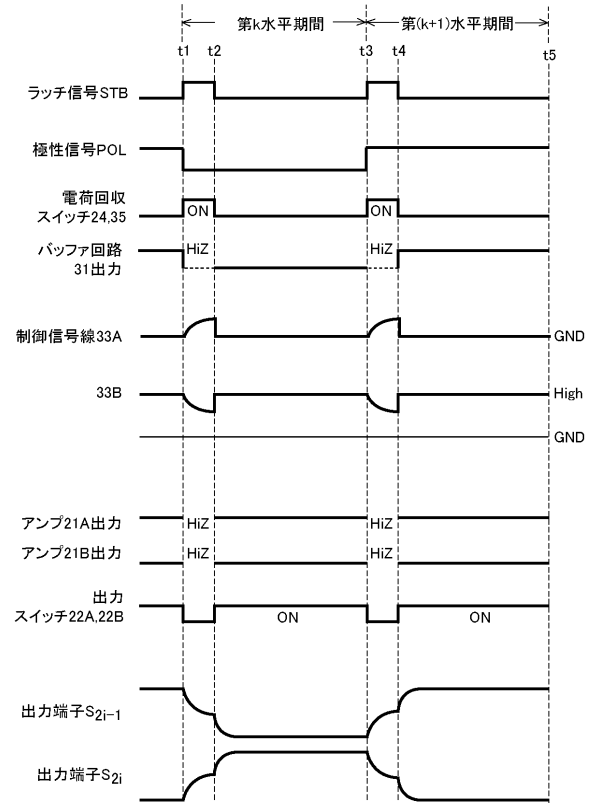 第k水平期間 第(k+1)水平期間
t1 t2 t3 t4 t5
ラッチ信号STB
極性信号POL
電荷回収
スイッチ24,35 ON ON
バッファ回路 HiZ HiZ
31出力
制御信号線33A GND
33B High
GND
アンプ21A出力 HiZ HiZ
アンプ21B出力 HiZ HiZ
出力
スイッチ22A,22B ON ON
出力端子S2i−1
出力端子S2i